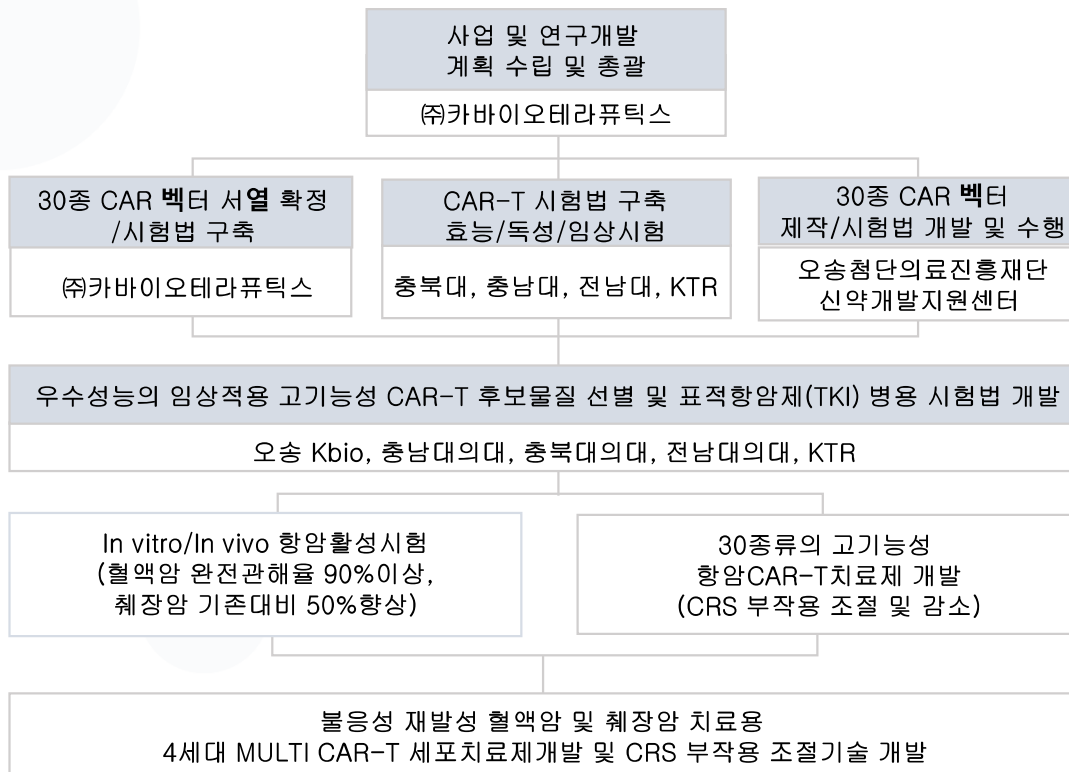 사업 및 연구개발
계획 수립 및 총괄
㈜카바이오테라퓨틱스
30종 CAR 벡터 서열 확정
/시험법 구축
㈜카바이오테라퓨틱스
CAR-T 시험법 구축
효능/독성/임상시험
충북대, 충남대, 전남대, KTR
30종 CAR 벡터
제작/시험법 개발 및 수행
오송첨단의료진흥재단
신약개발지원센터
우수성능의 임상적용 고기능성 CAR-T 후보물질 선별 및 표적항암제(TKI) 병용 시험법 개발
오송 Kbio, 충남대의대, 충북대의대, 전남대의대, KTR
In vitro/In vivo 항암활성시험
(혈액암 완전관해율 90%이상,
췌장암 기존대비 50%향상)
30종류의 고기능성
항암CAR-T치료제 개발
(CRS 부작용 조절 및 감소)
불응성 재발성 혈액암 및 췌장암 치료용
4세대 MULTI CAR-T 세포치료제개발 및 CRS 부작용 조절기술 개발